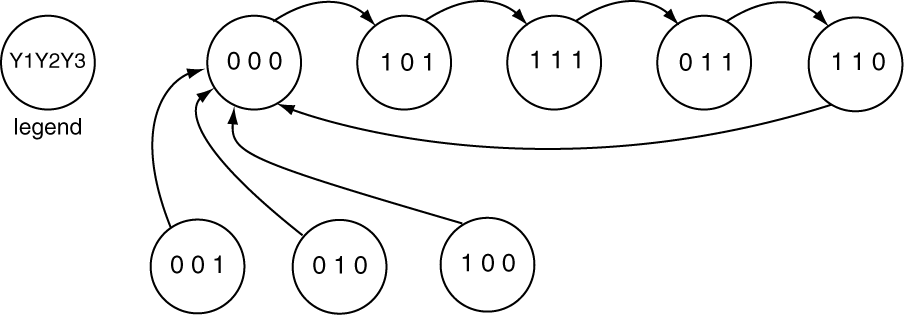 Y1Y2Y3
legend
0 0 0
1 0 1
1 1 1
0 1 1
1 1 0
0 0 1
0 1 0
1 0 0